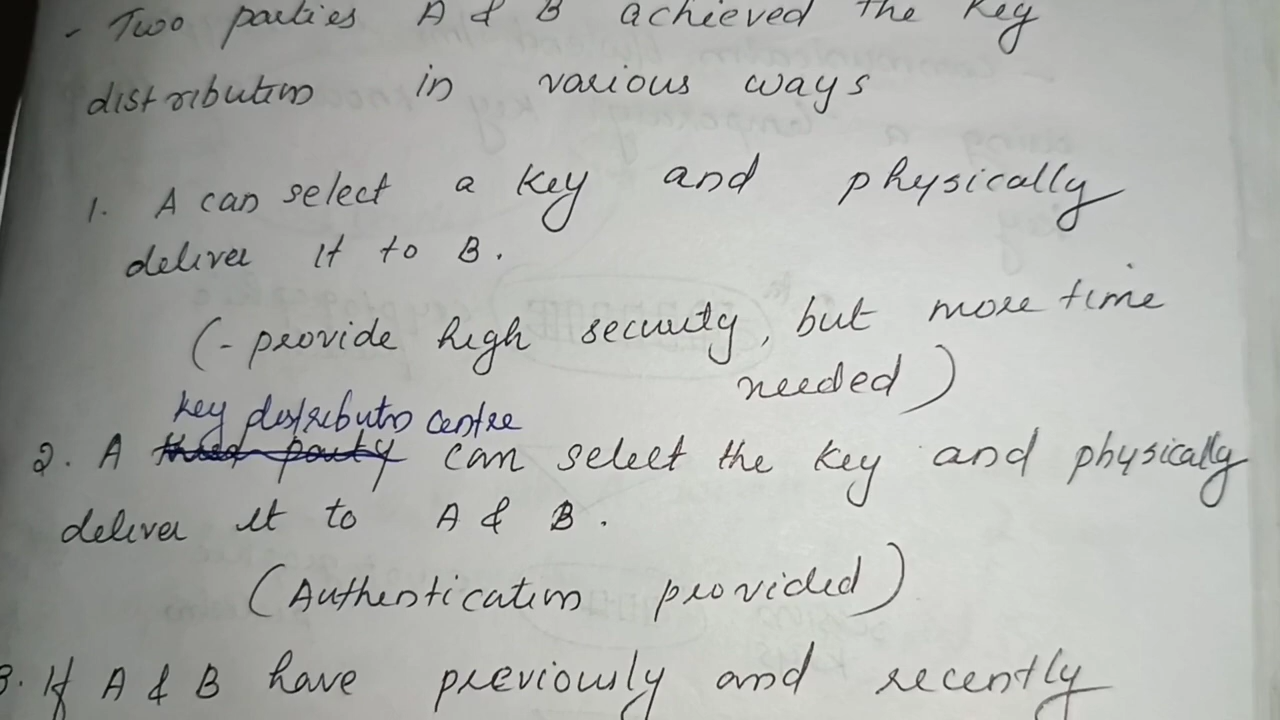 - Two parties A & B achieved the key
distribution in various ways
1. A can select a key and physically
deliver it to B.
(- provide high security, but more time
needed)
key distributn centre
2. A third party can select the key and physically
deliver it to A & B.
(Authentication provided)
3. If A & B have previously and recently